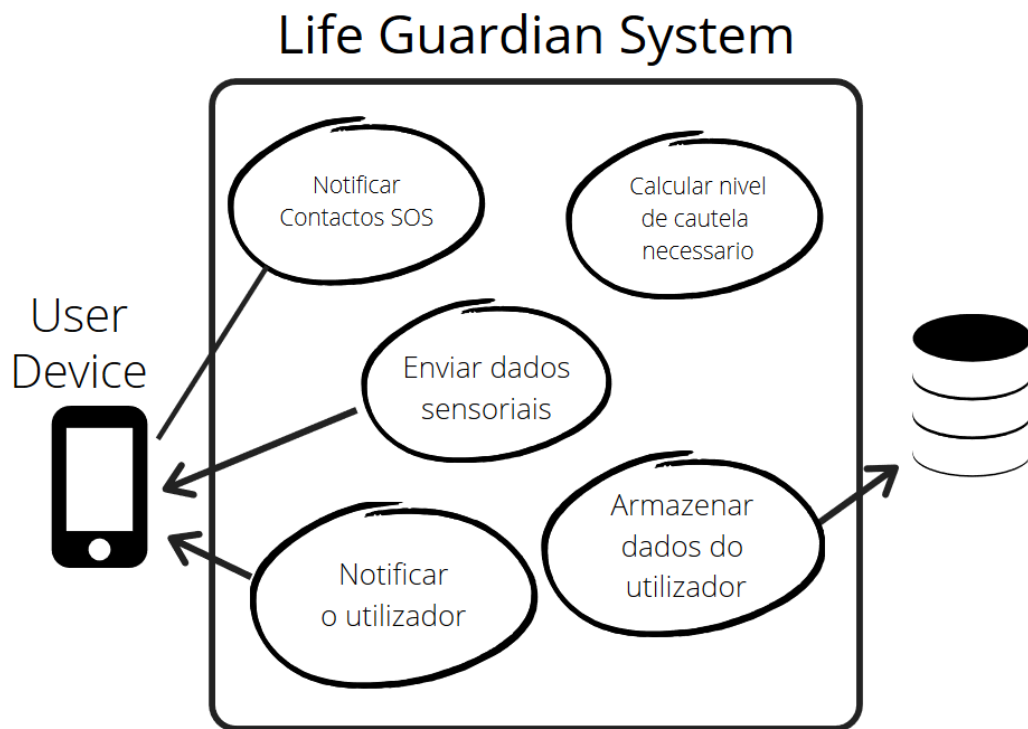 Life Guardian System
Notificar
Contactos SOS
Calcular nivel
de cautela
necessario
User
Device
Enviar dados
sensoriais
Armazenar
dados do
utilizador
Notificar
o utilizador